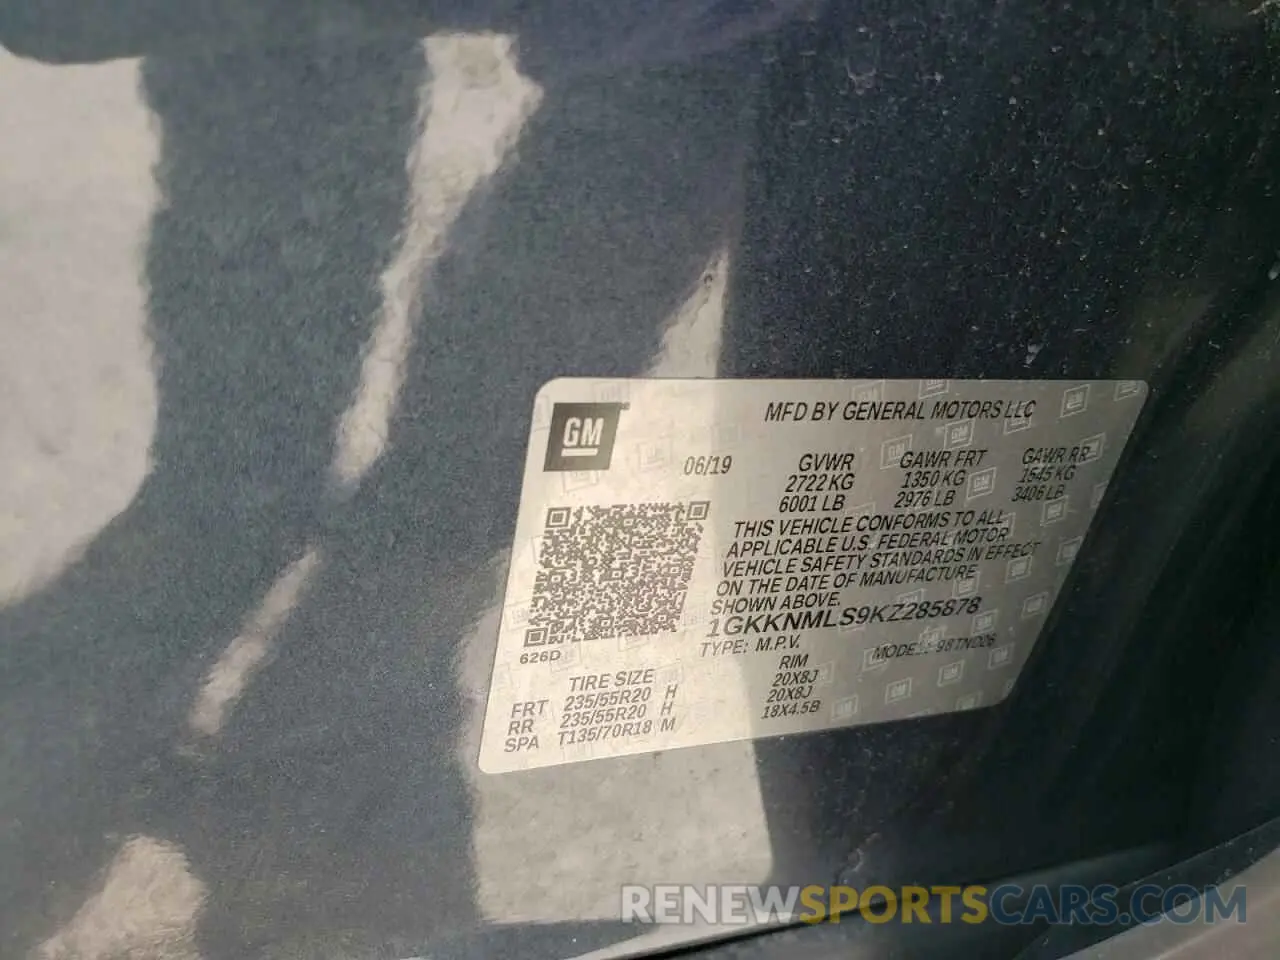 GM
MFD BY GENERAL MOTORS LLC
06/19
GVWR GAWR FRT GAWR RR
2722 KG 1350 KG 1545 KG
6001 LB 2976 LB 3406 LB
THIS VEHICLE CONFORMS TO ALL
APPLICABLE U.S. FEDERAL MOTOR
VEHICLE SAFETY STANDARDS IN EFFECT
ON THE DATE OF MANUFACTURE
SHOWN ABOVE.
1GKKNMLS9KZ285878
TYPE: M.P.V. MODEL:
626D
TIRE SIZE RIM
FRT 235/55R20 H 20X8J
RR 235/55R20 H 20X8J
SPA T135/70R18 M 18X4.5B
RENEWSPORTSCARS.COM